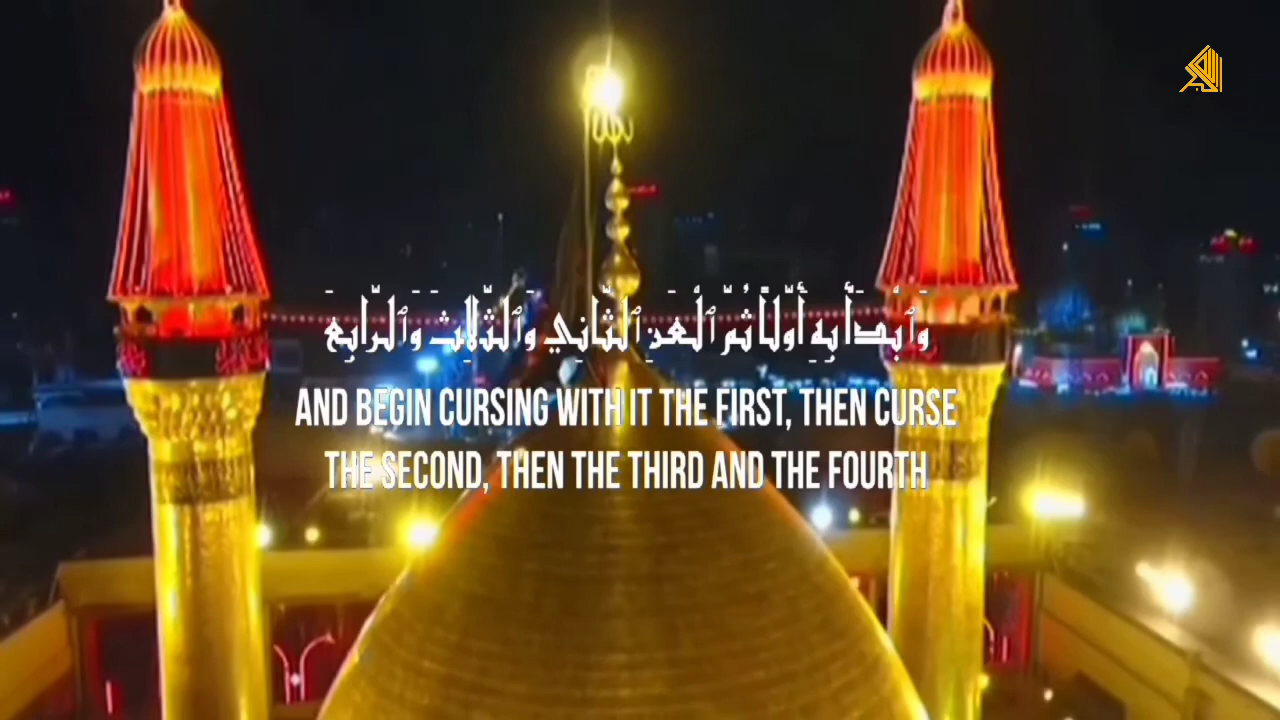 وَٱبْدَأْ بِهِ أَوَّلًا ثُمَّ ٱلْعَنِ ٱلثَّانِيَ وَٱلثَّالِثَ وَٱلرَّابِعَ
AND BEGIN CURSING WITH IT THE FIRST, THEN CURSE
THE SECOND, THEN THE THIRD AND THE FOURTH